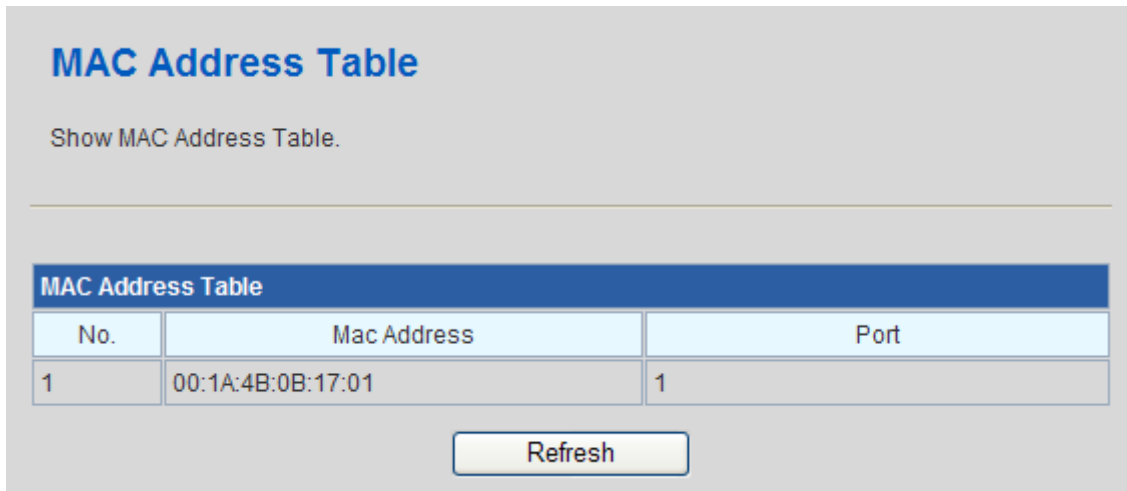 MAC Address Table
Show MAC Address Table.
MAC Address Table
No. Mac Address Port
1 00:1A:4B:0B:17:01 1
Refresh